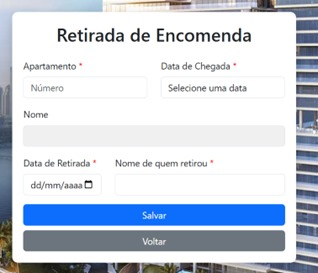 Retirada de Encomenda
Apartamento * Data de Chegada *
Número Selecione uma data
Nome
Data de Retirada * Nome de quem retirou *
dd/mm/aaaa
Salvar
Voltar